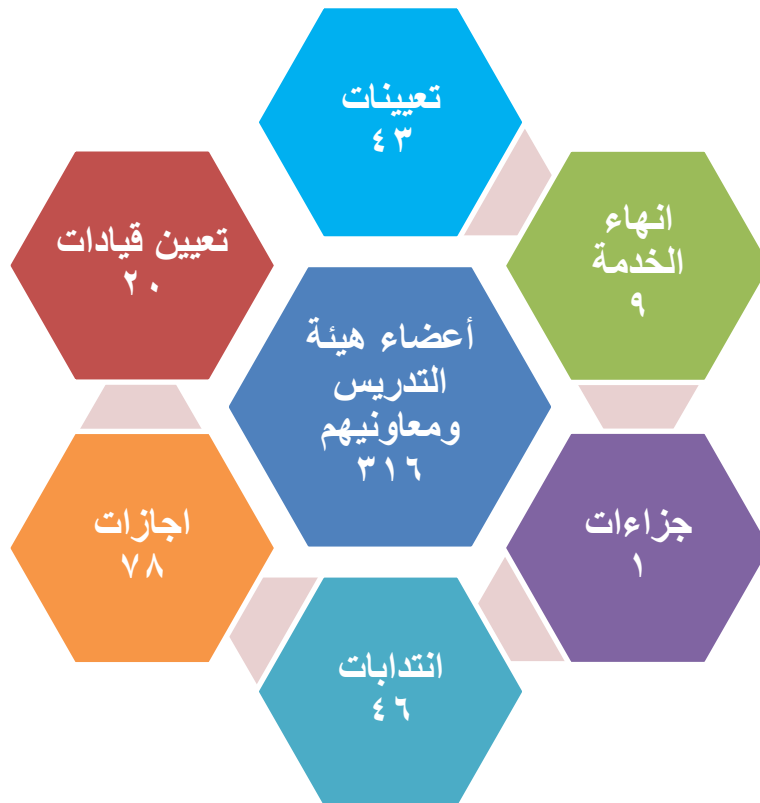 تعيينات
٤٣
انهاء
الخدمة
٩
جزاءات
١
انتدابات
٤٦
اجازات
٧٨
تعيين قيادات
٢٠
أعضاء هيئة
التدريس
ومعاونيهم
٣١٦